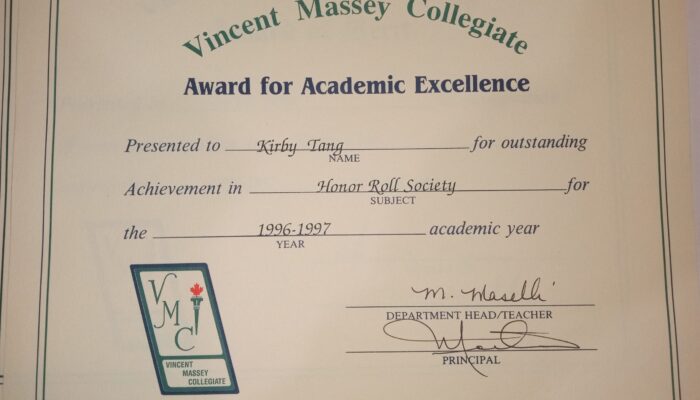 Vincent Massey Collegiate
Award for Academic Excellence
Presented to Kirby Tang for outstanding
NAME
Achievement in Honor Roll Society for
SUBJECT
the 1996-1997 academic year
YEAR
M. Maselli
DEPARTMENT HEAD/TEACHER
PRINCIPAL
VMC
VINCENT
MASSEY
COLLEGIATE